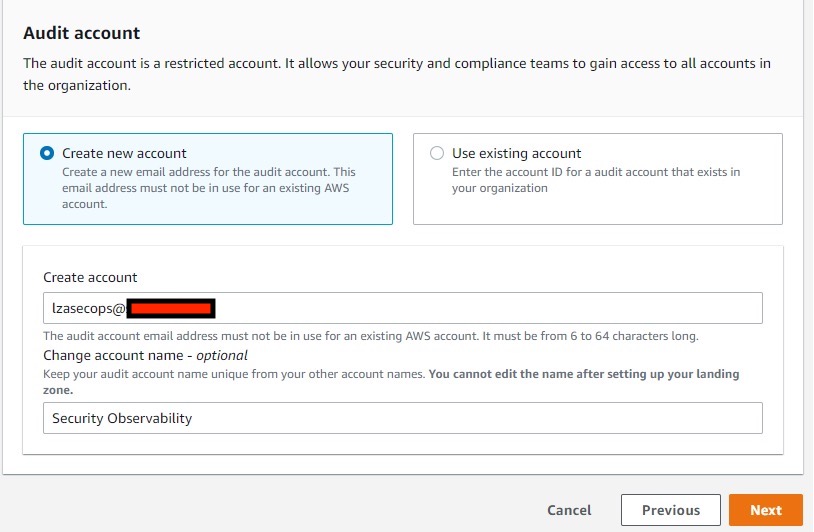 Audit account
The audit account is a restricted account. It allows your security and compliance teams to gain access to all accounts in
the organization.
Create new account
Create a new email address for the audit account. This
email address must not be in use for an existing AWS
account.
Use existing account
Enter the account ID for a audit account that exists in
your organization
Create account
lzasecops@
The audit account email address must not be in use for an existing AWS account. It must be from 6 to 64 characters long.
Change account name - optional
Keep your audit account name unique from your other account names. You cannot edit the name after setting up your landing
zone.
Security Observability
Cancel
Previous
Next